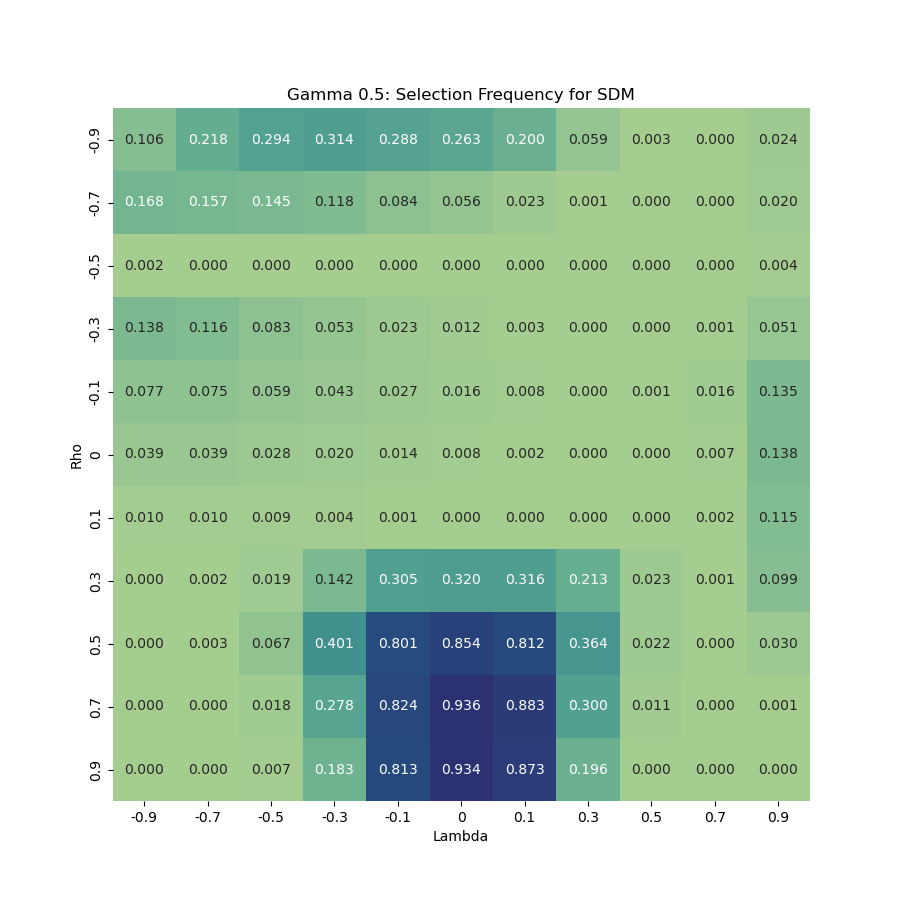 Gamma 0.5: Selection Frequency for SDM
-0.9 0.106 0.218 0.294 0.314 0.288 0.263 0.200 0.059 0.003 0.000 0.024
-0.7 0.168 0.157 0.145 0.118 0.084 0.056 0.023 0.001 0.000 0.000 0.020
-0.5 0.002 0.000 0.000 0.000 0.000 0.000 0.000 0.000 0.000 0.000 0.004
-0.3 0.138 0.116 0.083 0.053 0.023 0.012 0.003 0.000 0.000 0.001 0.051
-0.1 0.077 0.075 0.059 0.043 0.027 0.016 0.008 0.000 0.001 0.016 0.135
Rho
0 0.039 0.039 0.028 0.020 0.014 0.008 0.002 0.000 0.000 0.007 0.138
0.1 0.010 0.010 0.009 0.004 0.001 0.000 0.000 0.000 0.000 0.002 0.115
0.3 0.000 0.002 0.019 0.142 0.305 0.320 0.316 0.213 0.023 0.001 0.099
0.5 0.000 0.003 0.067 0.401 0.801 0.854 0.812 0.364 0.022 0.000 0.030
0.7 0.000 0.000 0.018 0.278 0.824 0.936 0.883 0.300 0.011 0.000 0.001
0.9 0.000 0.000 0.007 0.183 0.813 0.934 0.873 0.196 0.000 0.000 0.000
-0.9 -0.7 -0.5 -0.3 -0.1 0 0.1 0.3 0.5 0.7 0.9
Lambda